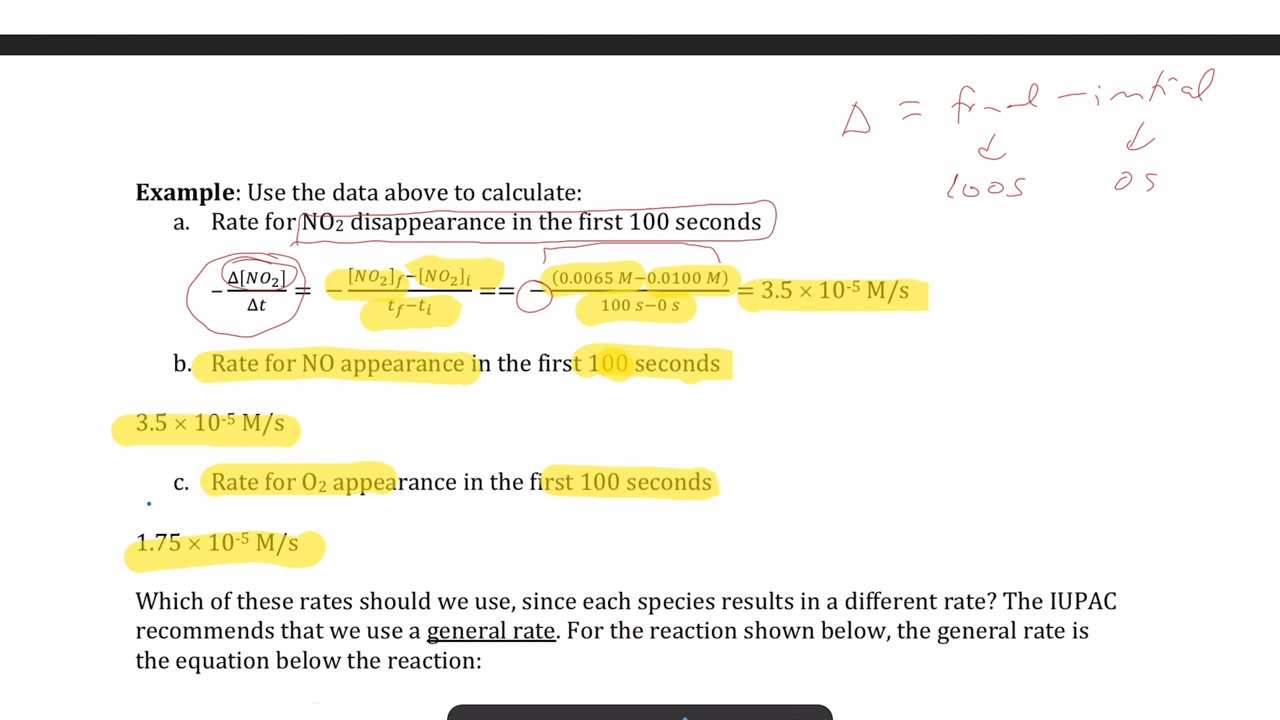 Δ = final – initial
↓ ↓
100s 0s
Example: Use the data above to calculate:
a. Rate for NO₂ disappearance in the first 100 seconds
−Δ[NO₂]/Δt = −([NO₂]f−[NO₂]i)/(tf−ti) == −(0.0065 M−0.0100 M)/(100 s−0 s) = 3.5 × 10⁻⁵ M/s
b. Rate for NO appearance in the first 100 seconds
3.5 × 10⁻⁵ M/s
c. Rate for O₂ appearance in the first 100 seconds
1.75 × 10⁻⁵ M/s
Which of these rates should we use, since each species results in a different rate? The IUPAC
recommends that we use a general rate. For the reaction shown below, the general rate is
the equation below the reaction: